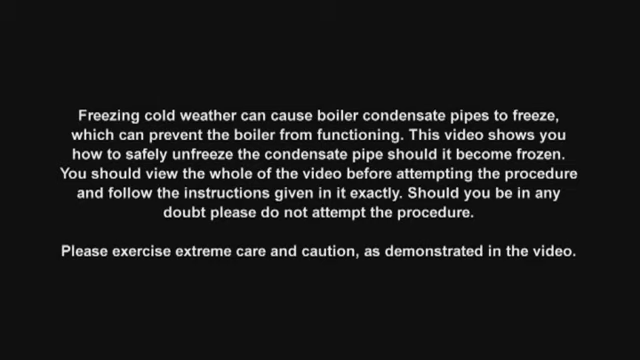 Freezing cold weather can cause boiler condensate pipes to freeze,
which can prevent the boiler from functioning. This video shows you
how to safely unfreeze the condensate pipe should it become frozen.
You should view the whole of the video before attempting the procedure
and follow the instructions given in it exactly. Should you be in any
doubt please do not attempt the procedure.
Please exercise extreme care and caution, as demonstrated in the video.